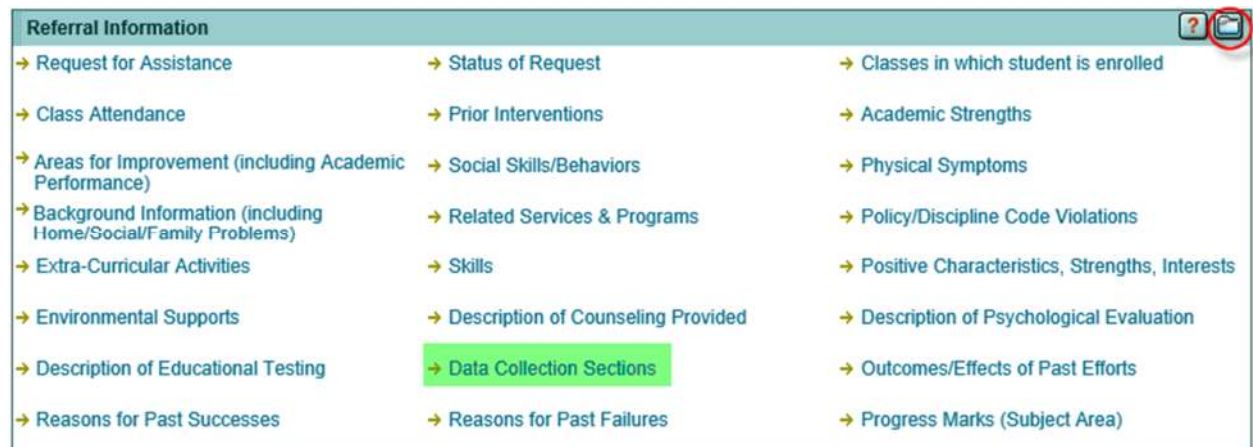 Referral Information
?
Request for Assistance
Status of Request
Classes in which student is enrolled
Class Attendance
Prior Interventions
Academic Strengths
Areas for Improvement (including Academic
Performance)
Social Skills/Behaviors
Physical Symptoms
Background Information (including
Home/Social/Family Problems)
Related Services & Programs
Policy/Discipline Code Violations
Extra-Curricular Activities
Skills
Positive Characteristics, Strengths, Interests
Environmental Supports
Description of Counseling Provided
Description of Psychological Evaluation
Description of Educational Testing
Data Collection Sections
Outcomes/Effects of Past Efforts
Reasons for Past Successes
Reasons for Past Failures
Progress Marks (Subject Area)